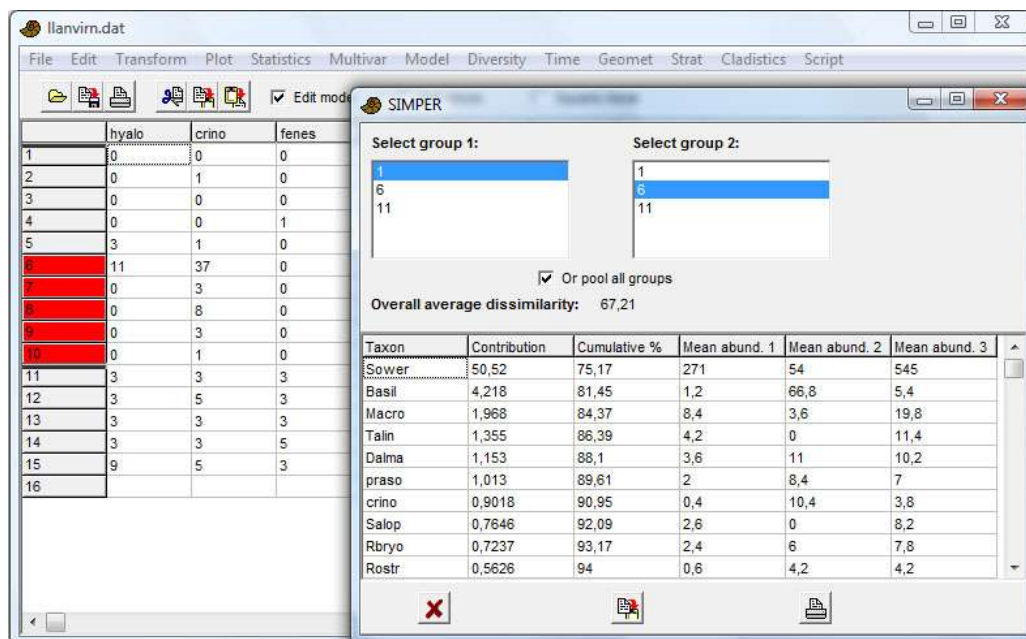 llanvirn.dat
File Edit Transform Plot Statistics Multivar Model Diversity Time Geomet Strat Cladistics Script
Edit mode
hyalo crino fenes
1 0 0 0
2 0 1 0
3 0 0 0
4 0 0 1
5 3 1 0
6 11 37 0
7 0 3 0
8 0 8 0
9 0 3 0
10 0 1 0
11 3 3 3
12 3 5 3
13 3 3 3
14 3 3 5
15 9 5 3
16
SIMPER
Select group 1: Select group 2:
1 1
6 6
11 11
Or pool all groups
Overall average dissimilarity: 67,21
Taxon Contribution Cumulative % Mean abund. 1 Mean abund. 2 Mean abund. 3
Sower 50,52 75,17 271 54 545
Basil 4,218 81,45 1,2 66,8 5,4
Macro 1,968 84,37 8,4 3,6 19,8
Talin 1,355 86,39 4,2 0 11,4
Dalma 1,153 88,1 3,6 11 10,2
praso 1,013 89,61 2 8,4 7
crino 0,9018 90,95 0,4 10,4 3,8
Salop 0,7646 92,09 2,6 0 8,2
Rbryo 0,7237 93,17 2,4 6 7,8
Rostr 0,5626 94 0,6 4,2 4,2